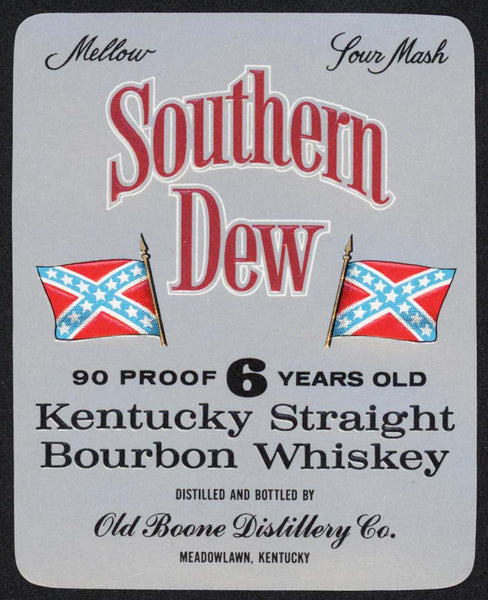 Mellow Sour Mash
Southern
Dew
90 PROOF 6 YEARS OLD
Kentucky Straight
Bourbon Whiskey
DISTILLED AND BOTTLED BY
Old Boone Distillery Co.
MEADOWLAWN, KENTUCKY